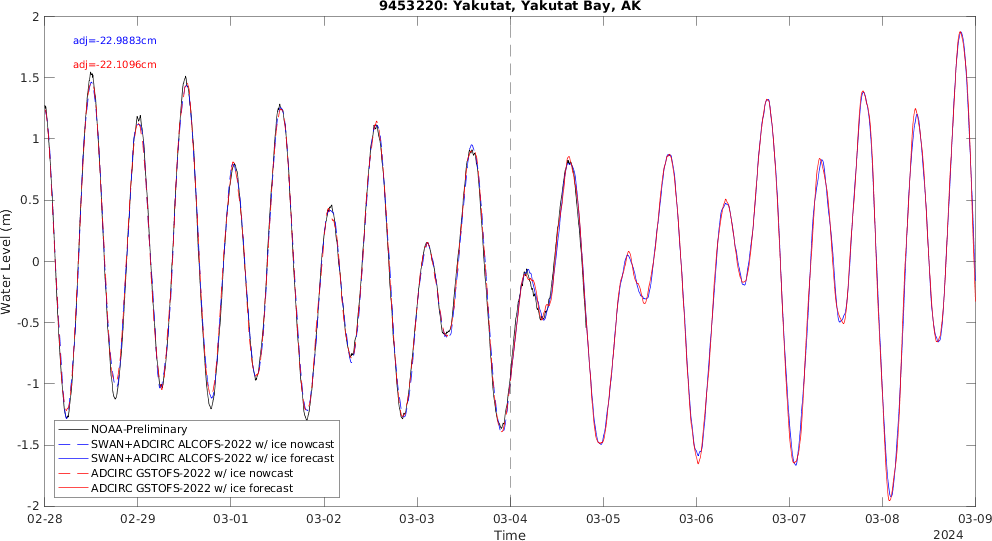 9453220: Yakutat, Yakutat Bay, AK
2
1.5
1
0.5
0
-0.5
-1
-1.5
-2
Water Level (m)
adj=-22.9883cm
adj=-22.1096cm
NOAA-Preliminary
SWAN+ADCIRC ALCOFS-2022 w/ ice nowcast
SWAN+ADCIRC ALCOFS-2022 w/ ice forecast
ADCIRC GSTOFS-2022 w/ ice nowcast
ADCIRC GSTOFS-2022 w/ ice forecast
02-28 02-29 03-01 03-02 03-03 03-04 03-05 03-06 03-07 03-08 03-09
Time
2024